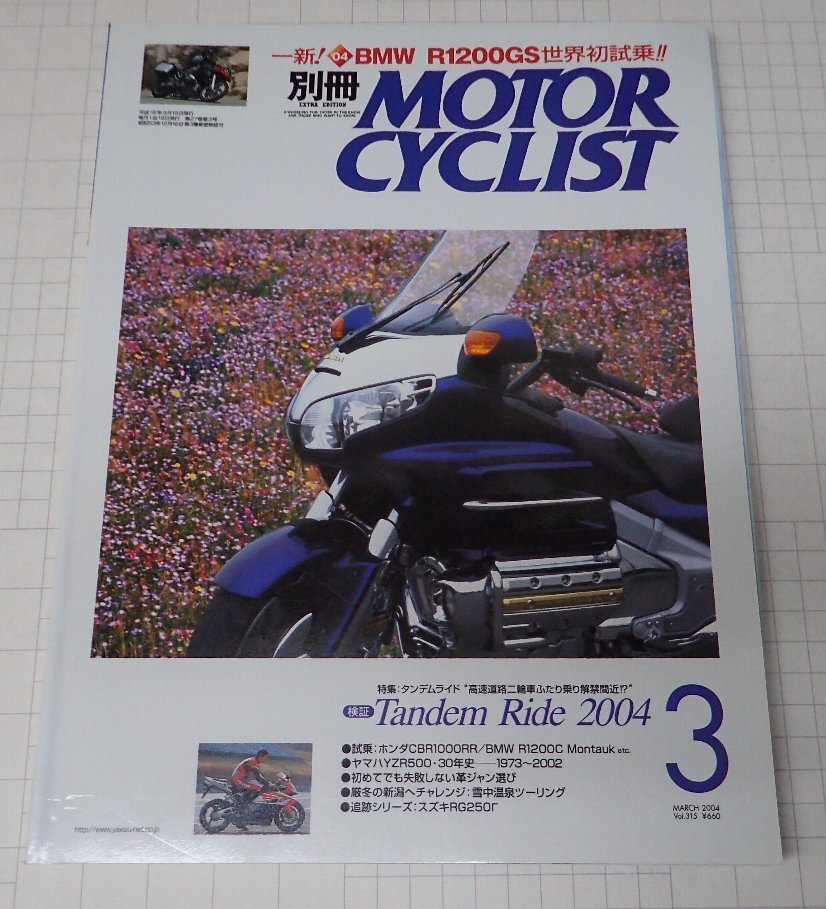 一新!'04 BMW R1200GS世界初試乗!!
別冊
EXTRA EDITION
MOTOR
CYCLIST
特集:タンデムライド "高速道路二輪車ふたり乗り解禁間近!?"
検証 Tandem Ride 2004
●試乗:ホンダCBR1000RR/BMW R1200C Montauk etc.
●ヤマハYZR500・30年史──1973〜2002
●初めてでも失敗しない革ジャン選び
●厳冬の新潟へチャレンジ:雪中温泉ツーリング
●追跡シリーズ:スズキRG250Γ
3
MARCH 2004
Vol.315 ¥660
http://www.yaesu-net.co.jp